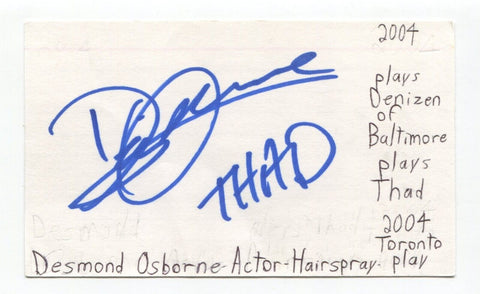 2004
plays
Denizen
of
Baltimore
plays
Thad
2004
Toronto
play
THAD
Desmond Osborne-Actor-Hairspray-